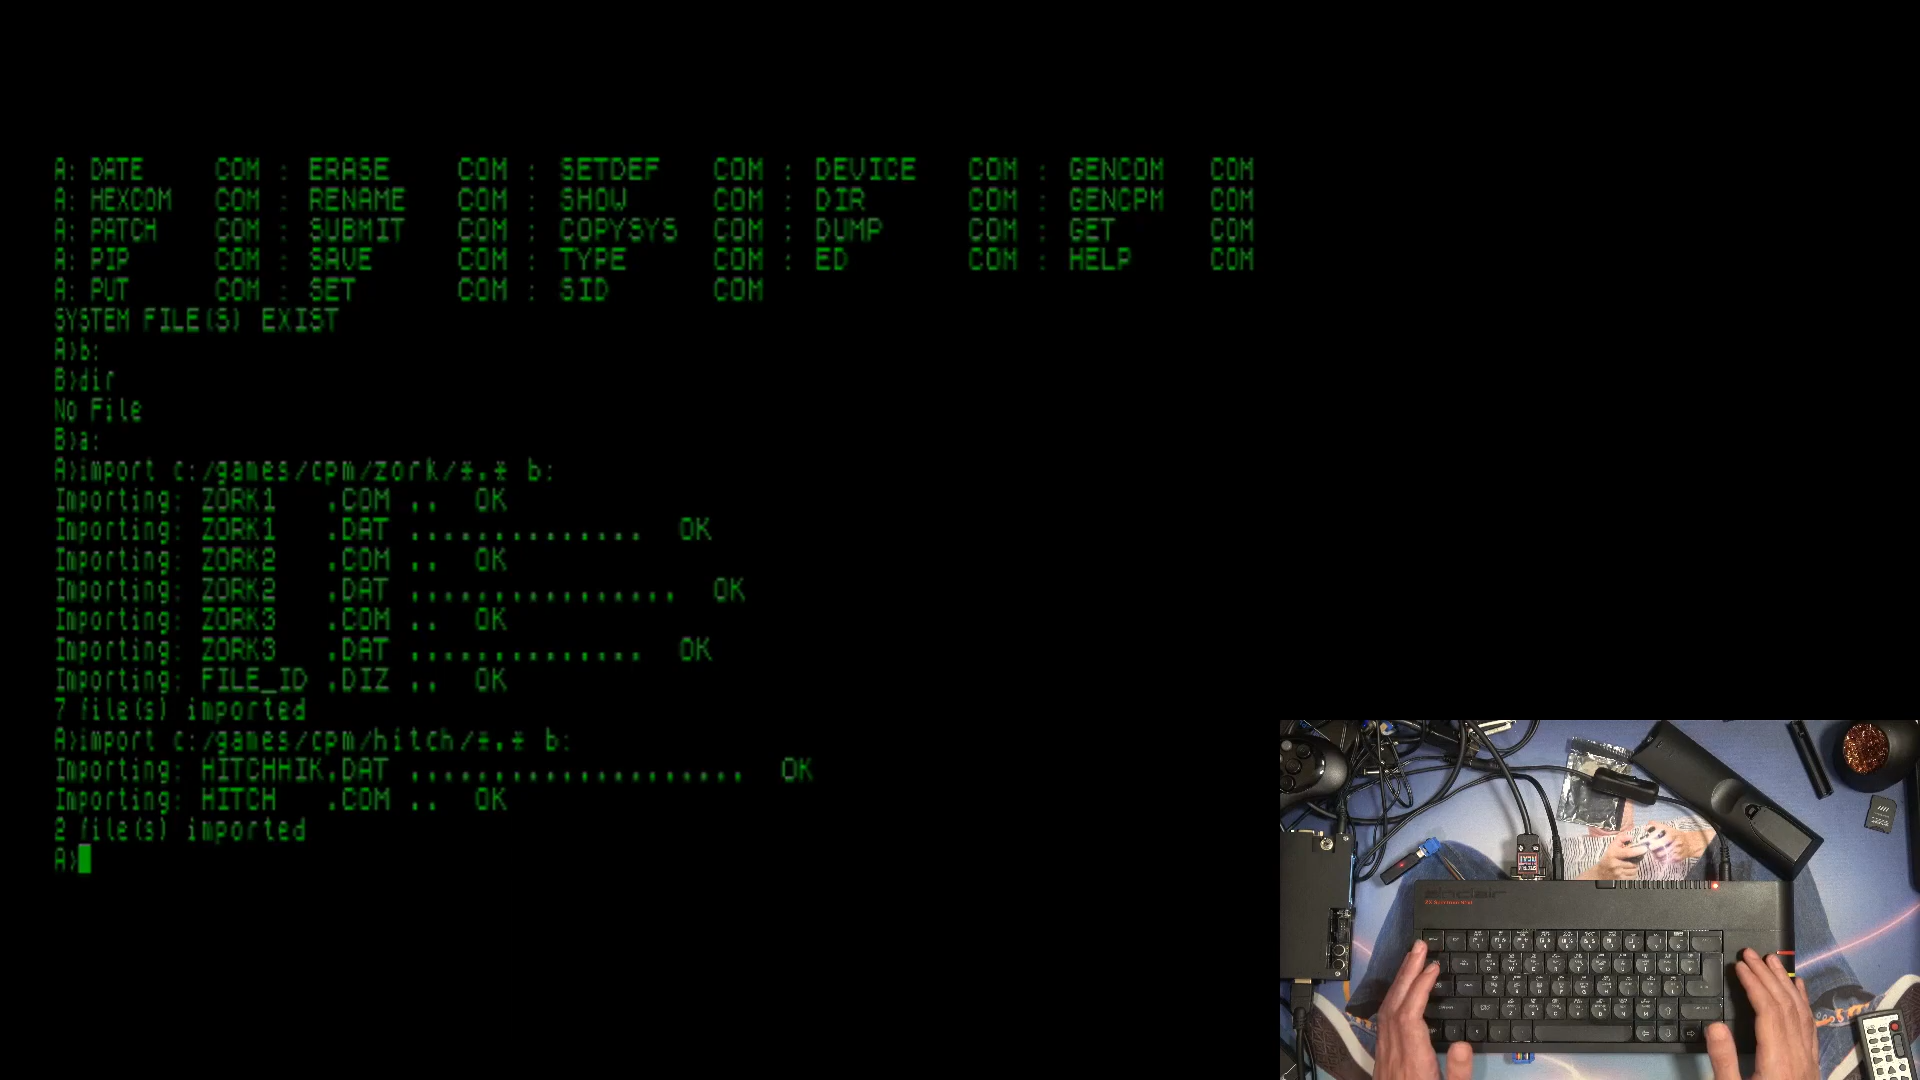 A: DATE COM : ERASE COM : SETDEF COM : DEVICE COM : GENCOM COM
A: HEXCOM COM : RENAME COM : SHOW COM : DIR COM : GENCPM COM
A: PATCH COM : SUBMIT COM : COPYSYS COM : DUMP COM : GET COM
A: PIP COM : SAVE COM : TYPE COM : ED COM : HELP COM
A: PUT COM : SET COM : SID COM
SYSTEM FILE(S) EXIST
A>b:
B>dir
No File
B>a:
A>import c:/games/cpm/zork/*.* b:
Importing: ZORK1 .COM .. OK
Importing: ZORK1 .DAT .............. OK
Importing: ZORK2 .COM .. OK
Importing: ZORK2 .DAT ................ OK
Importing: ZORK3 .COM .. OK
Importing: ZORK3 .DAT .............. OK
Importing: FILE_ID .DIZ .. OK
7 file(s) imported
A>import c:/games/cpm/hitch/*.* b:
Importing: HITCHHIK.DAT .................... OK
Importing: HITCH .COM .. OK
2 file(s) imported
A>
sinclair
ZX Spectrum Next